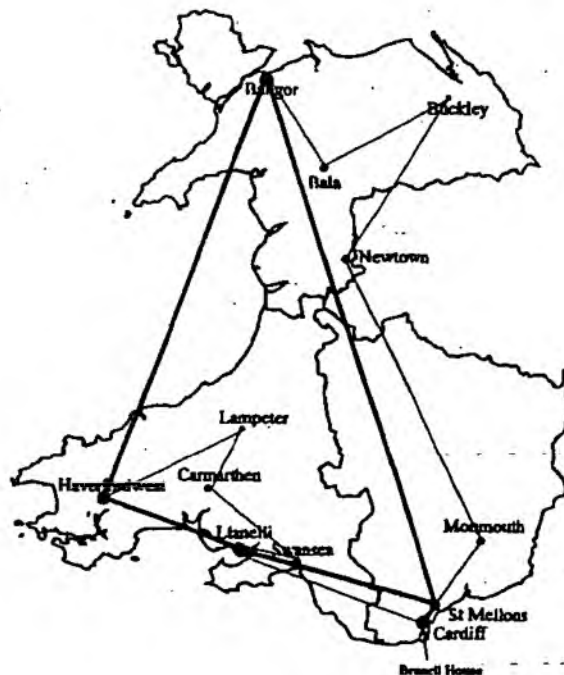 Bangor
Buckley
Bala
Newtown
Lampeter
Carmarthen
Haverfordwest
Llanelli
Swansea
Monmouth
St Mellons
Cardiff
Brunel House